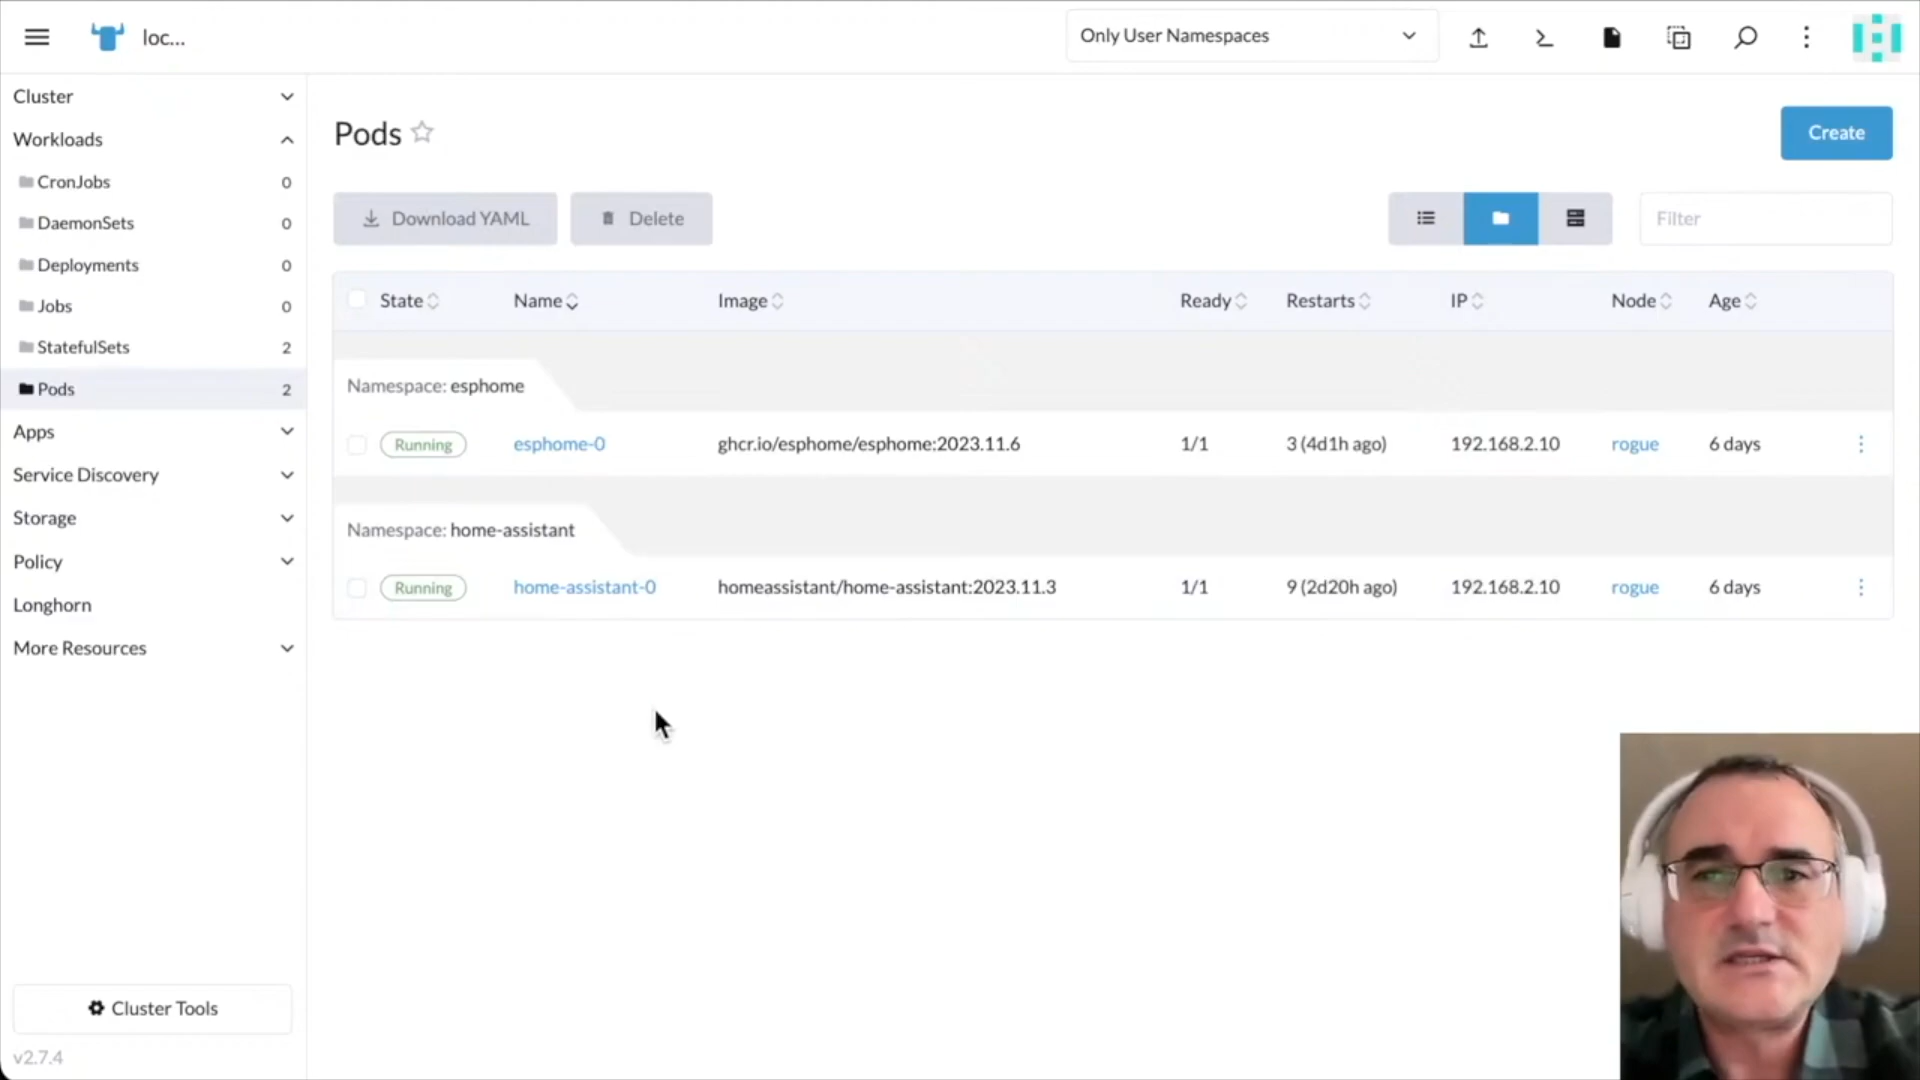 loc...
Only User Namespaces
Cluster
Workloads
CronJobs 0
DaemonSets 0
Deployments 0
Jobs 0
StatefulSets 2
Pods 2
Apps
Service Discovery
Storage
Policy
Longhorn
More Resources
Cluster Tools
v2.7.4
Pods
Create
Download YAML
Delete
Filter
State Name Image Ready Restarts IP Node Age
Namespace: esphome
Running esphome-0 ghcr.io/esphome/esphome:2023.11.6 1/1 3 (4d1h ago) 192.168.2.10 rogue 6 days
Namespace: home-assistant
Running home-assistant-0 homeassistant/home-assistant:2023.11.3 1/1 9 (2d20h ago) 192.168.2.10 rogue 6 days